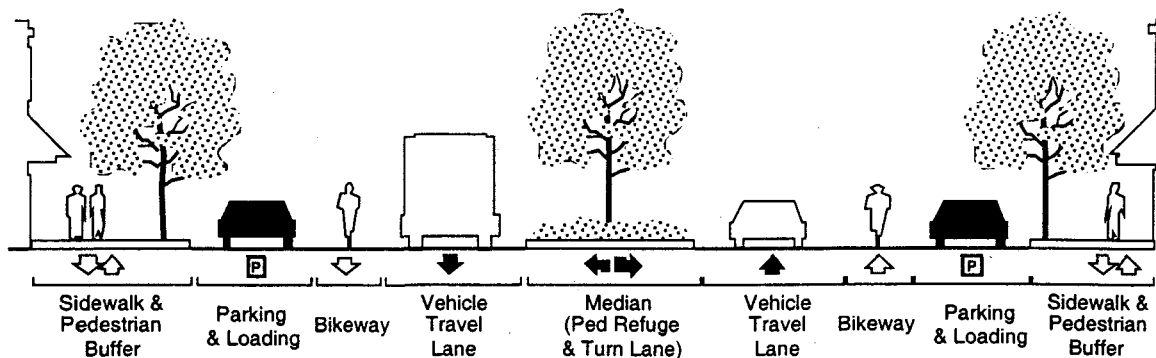 P
P
Sidewalk &
Pedestrian
Buffer
Parking
& Loading
Bikeway
Vehicle
Travel
Lane
Median
(Ped Refuge
& Turn Lane)
Vehicle
Travel
Lane
Bikeway
Parking
& Loading
Sidewalk &
Pedestrian
Buffer